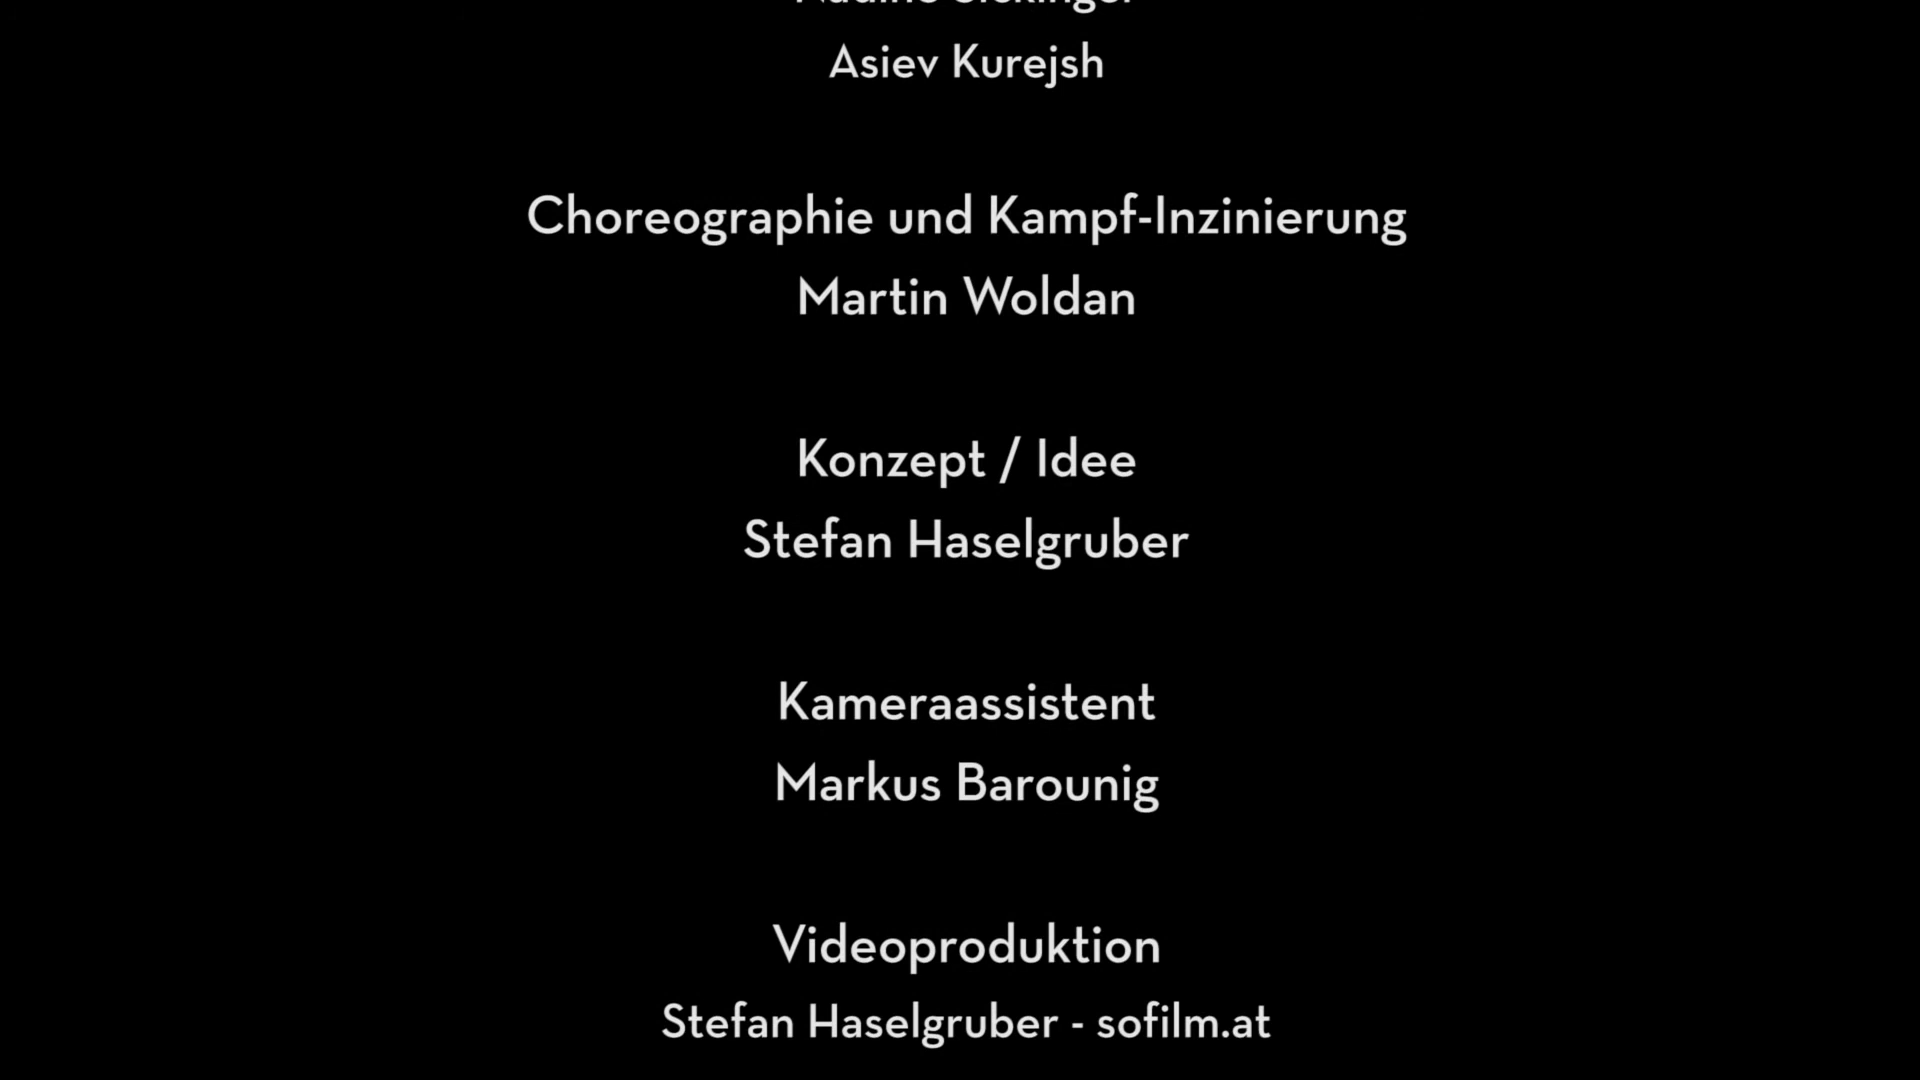 Asiev Kurejsh
Choreographie und Kampf-Inzinierung
Martin Woldan
Konzept / Idee
Stefan Haselgruber
Kameraassistent
Markus Barounig
Videoproduktion
Stefan Haselgruber - sofilm.at